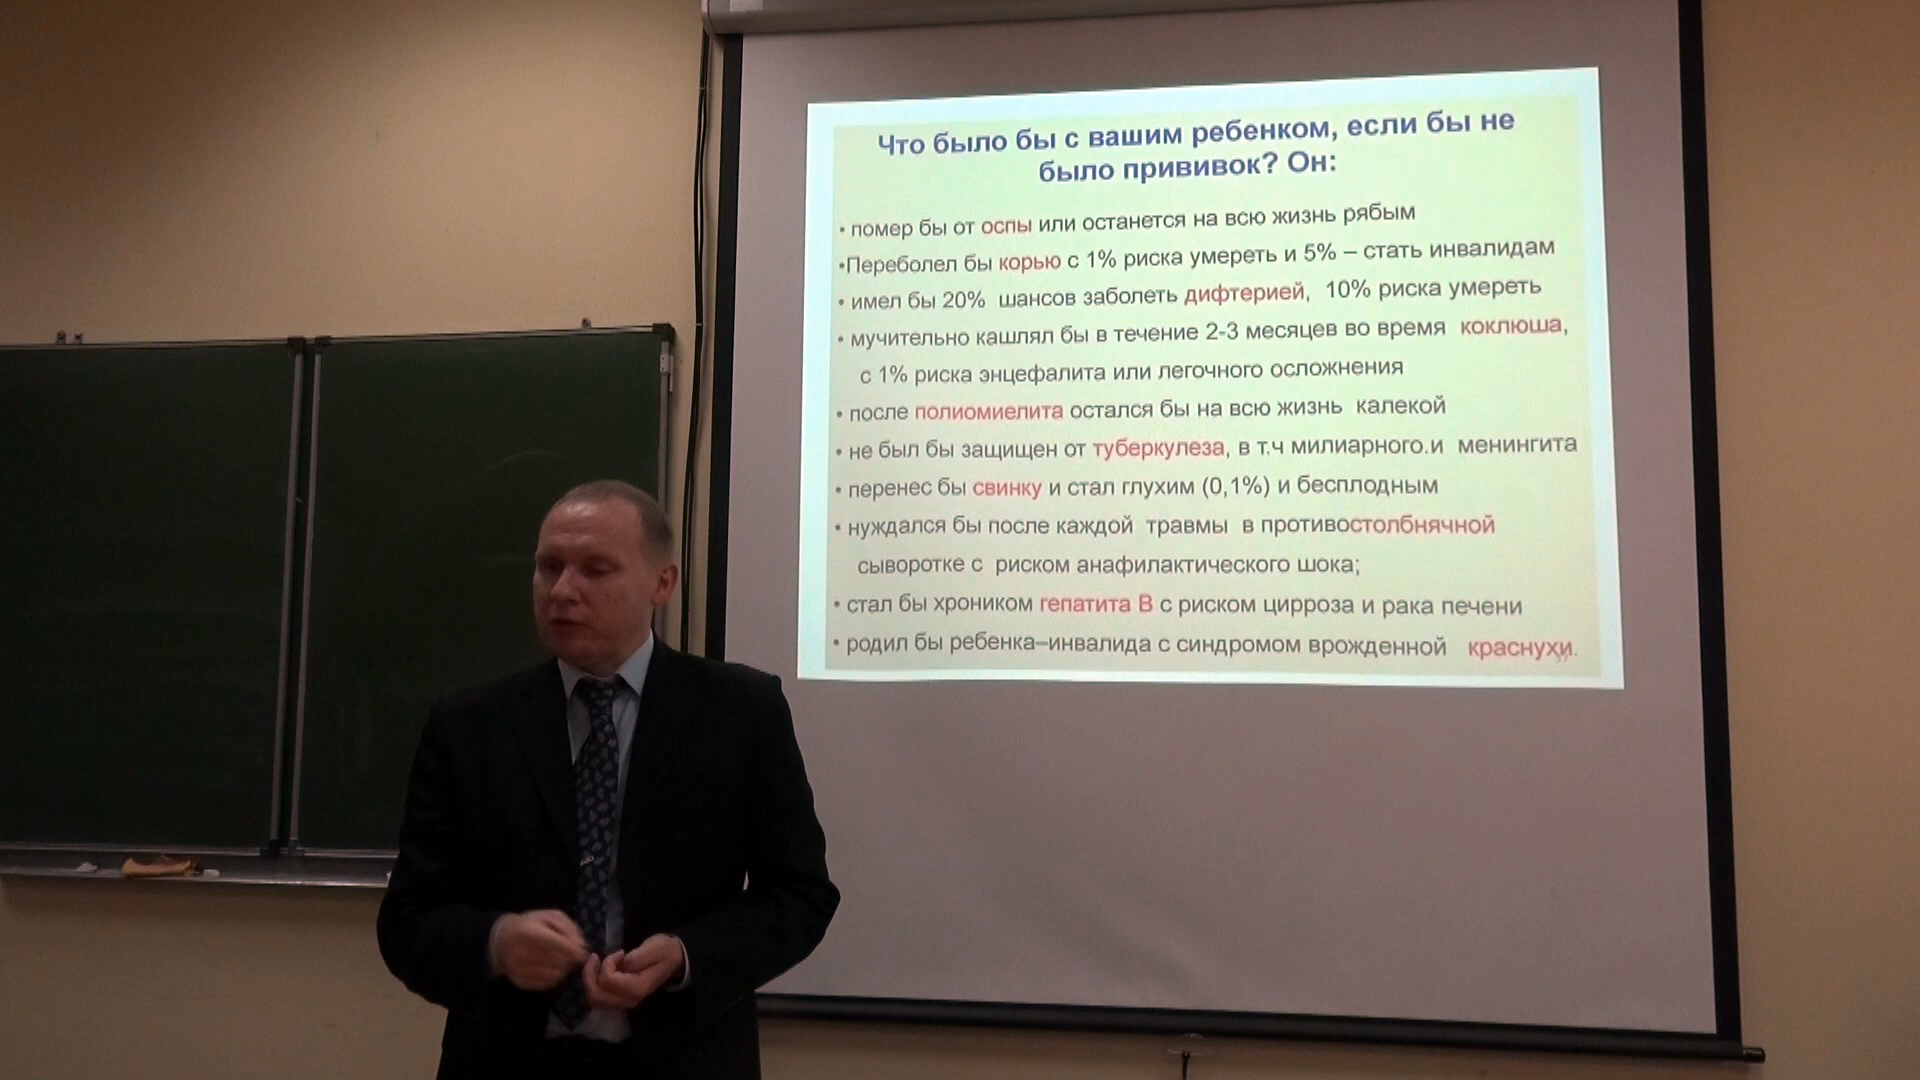 Что было бы с вашим ребенком, если бы не
было прививок? Он:
• помер бы от оспы или останется на всю жизнь рябым
•Переболел бы корью с 1% риска умереть и 5% – стать инвалидам
• имел бы 20% шансов заболеть дифтерией, 10% риска умереть
• мучительно кашлял бы в течение 2-3 месяцев во время коклюша,
с 1% риска энцефалита или легочного осложнения
• после полиомиелита остался бы на всю жизнь калекой
• не был бы защищен от туберкулеза, в т.ч милиарного.и менингита
• перенес бы свинку и стал глухим (0,1%) и бесплодным
• нуждался бы после каждой травмы в противостолбнячной
сыворотке с риском анафилактического шока;
• стал бы хроником гепатита В с риском цирроза и рака печени
• родил бы ребенка–инвалида с синдромом врожденной краснухи.